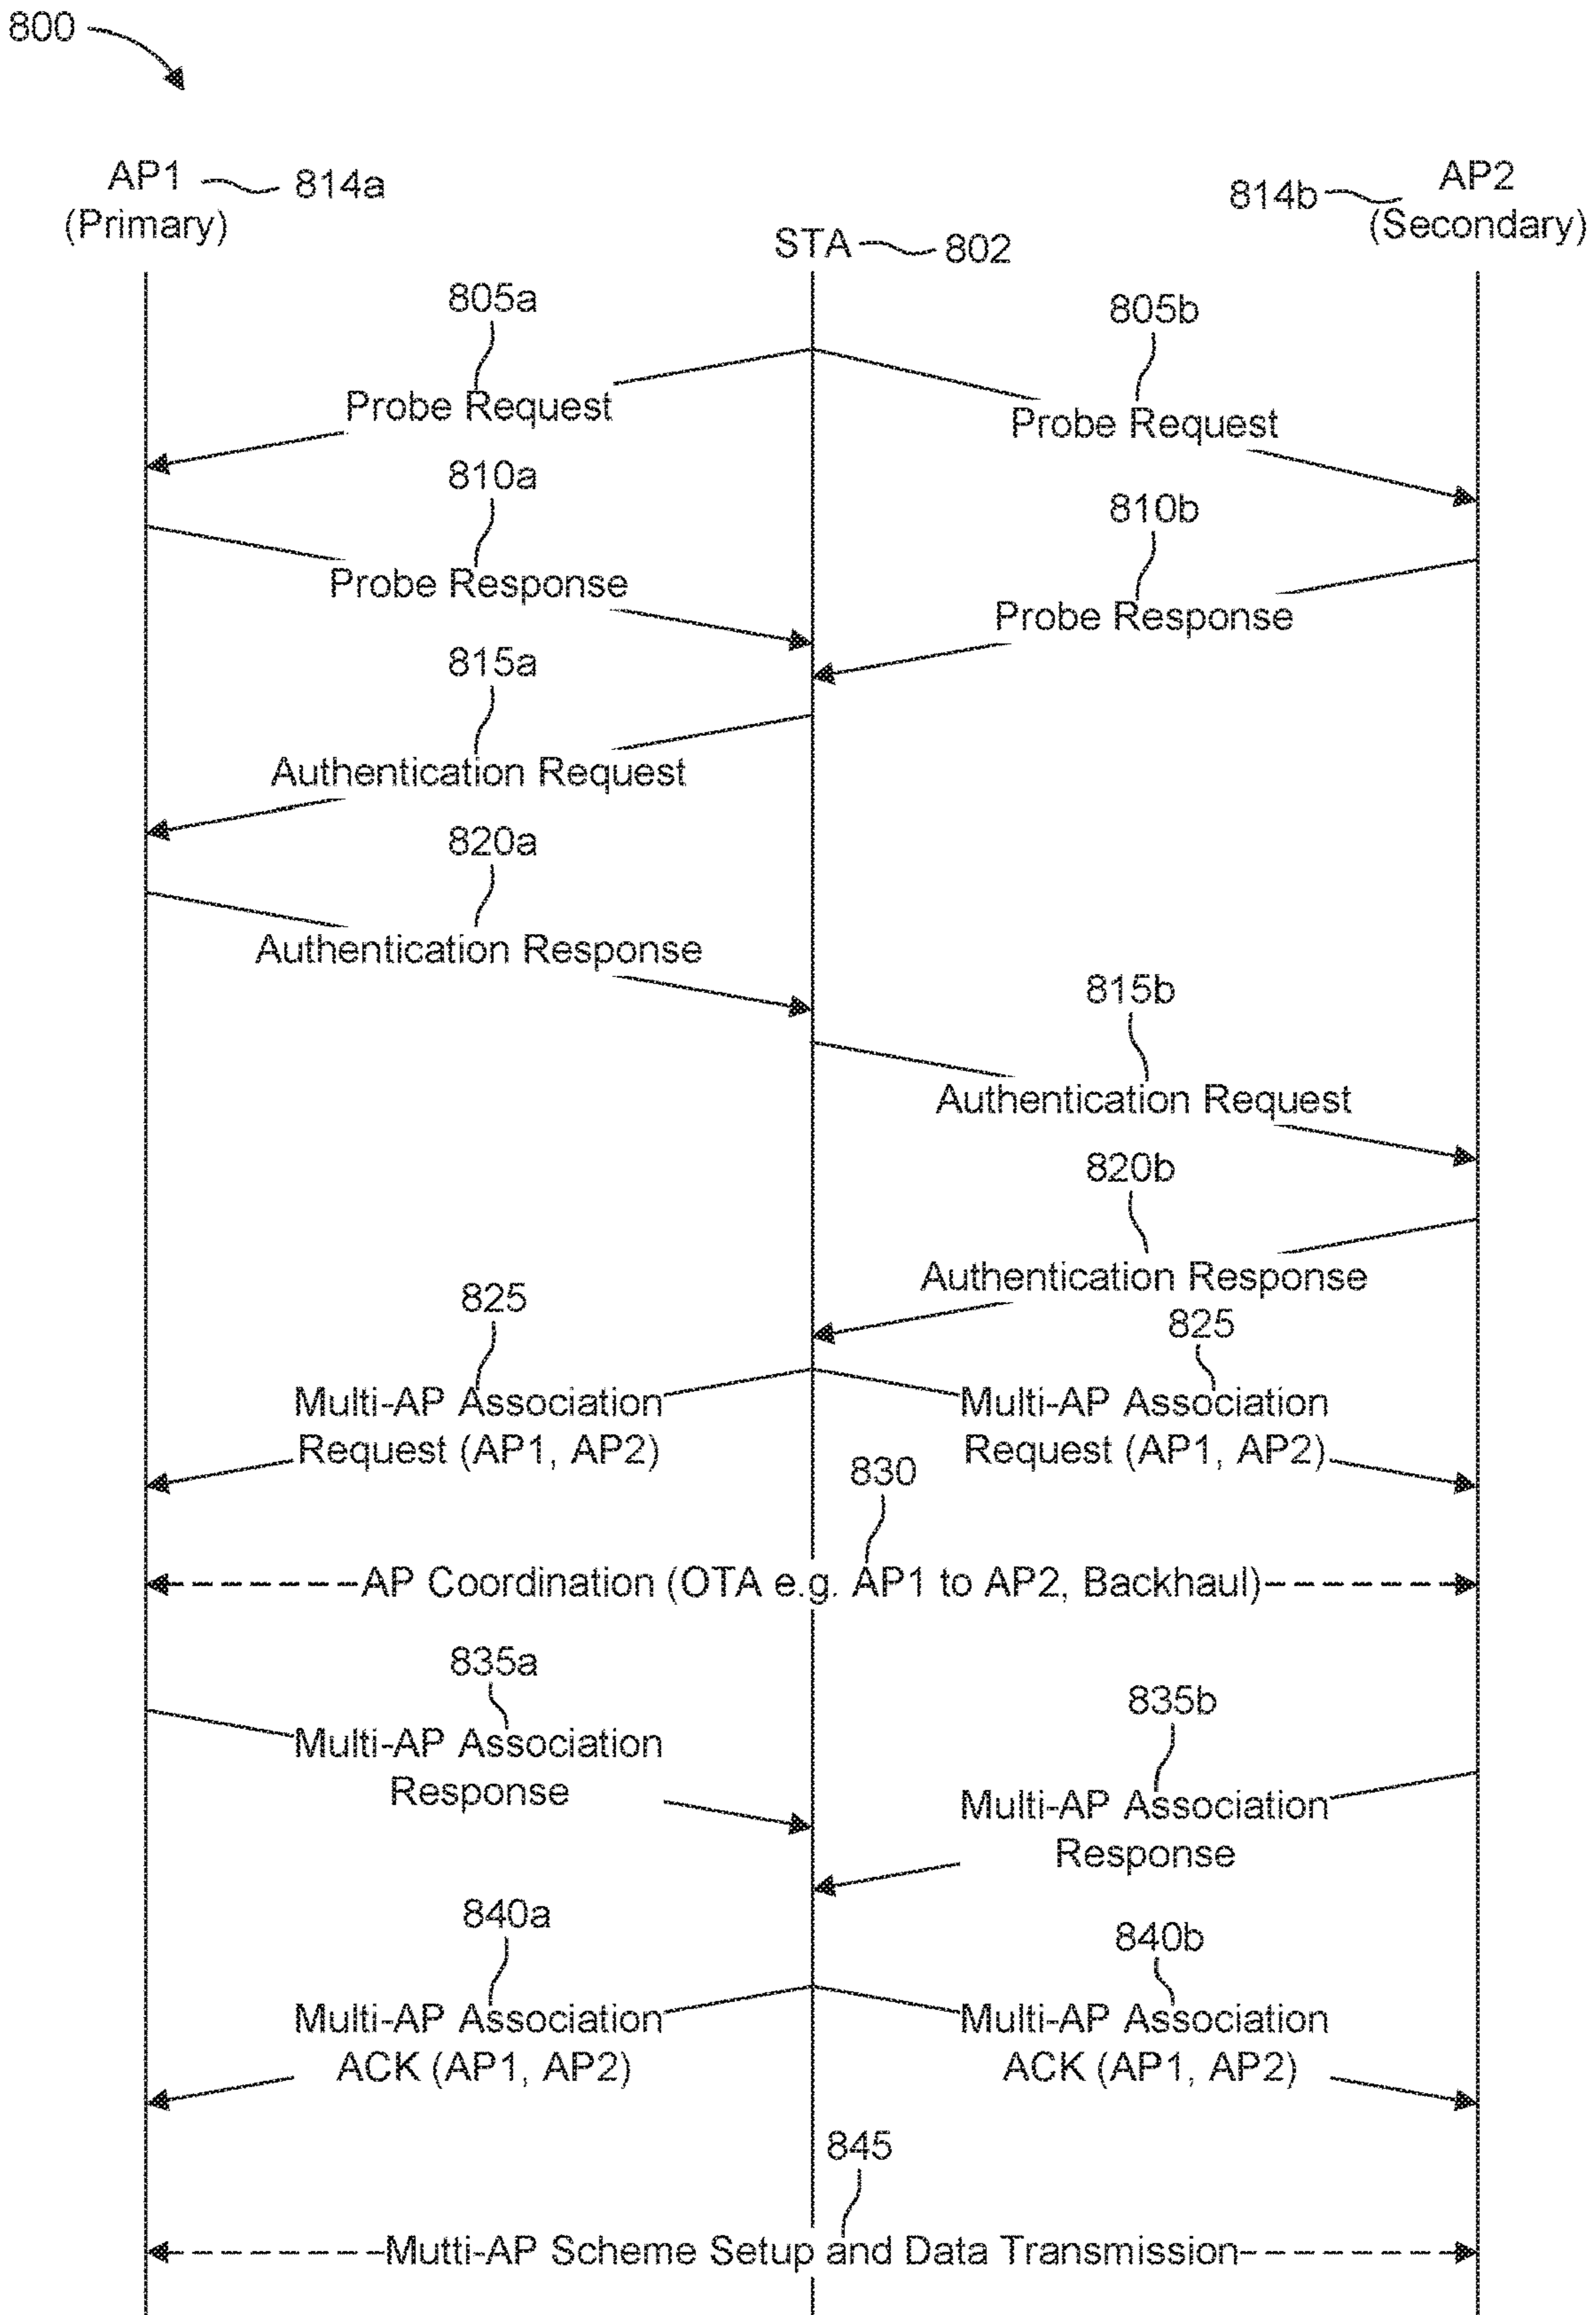 800
AP1
(Primary)
814a
814b
AP2
(Secondary)
STA
802
805a
Probe Request
805b
Probe Request
810a
Probe Response
810b
Probe Response
815a
Authentication Request
820a
Authentication Response
815b
Authentication Request
820b
Authentication Response
825
Multi-AP Association
Request (AP1, AP2)
825
Multi-AP Association
Request (AP1, AP2)
830
AP Coordination (OTA e.g. AP1 to AP2, Backhaul)
835a
Multi-AP Association
Response
835b
Multi-AP Association
Response
840a
Multi-AP Association
ACK (AP1, AP2)
840b
Multi-AP Association
ACK (AP1, AP2)
845
Mutti-AP Scheme Setup and Data Transmission